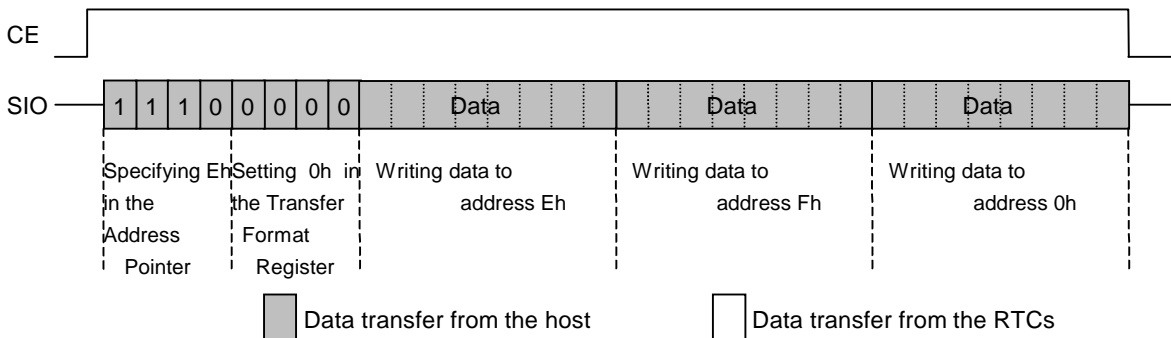 CE
SIO 1 1 1 0 0 0 0 0 Data Data Data
Specifying Eh Setting 0h in Writing data to Writing data to Writing data to
in the the Transfer address Eh address Fh address 0h
Address Format
Pointer Register
Data transfer from the host Data transfer from the RTCs